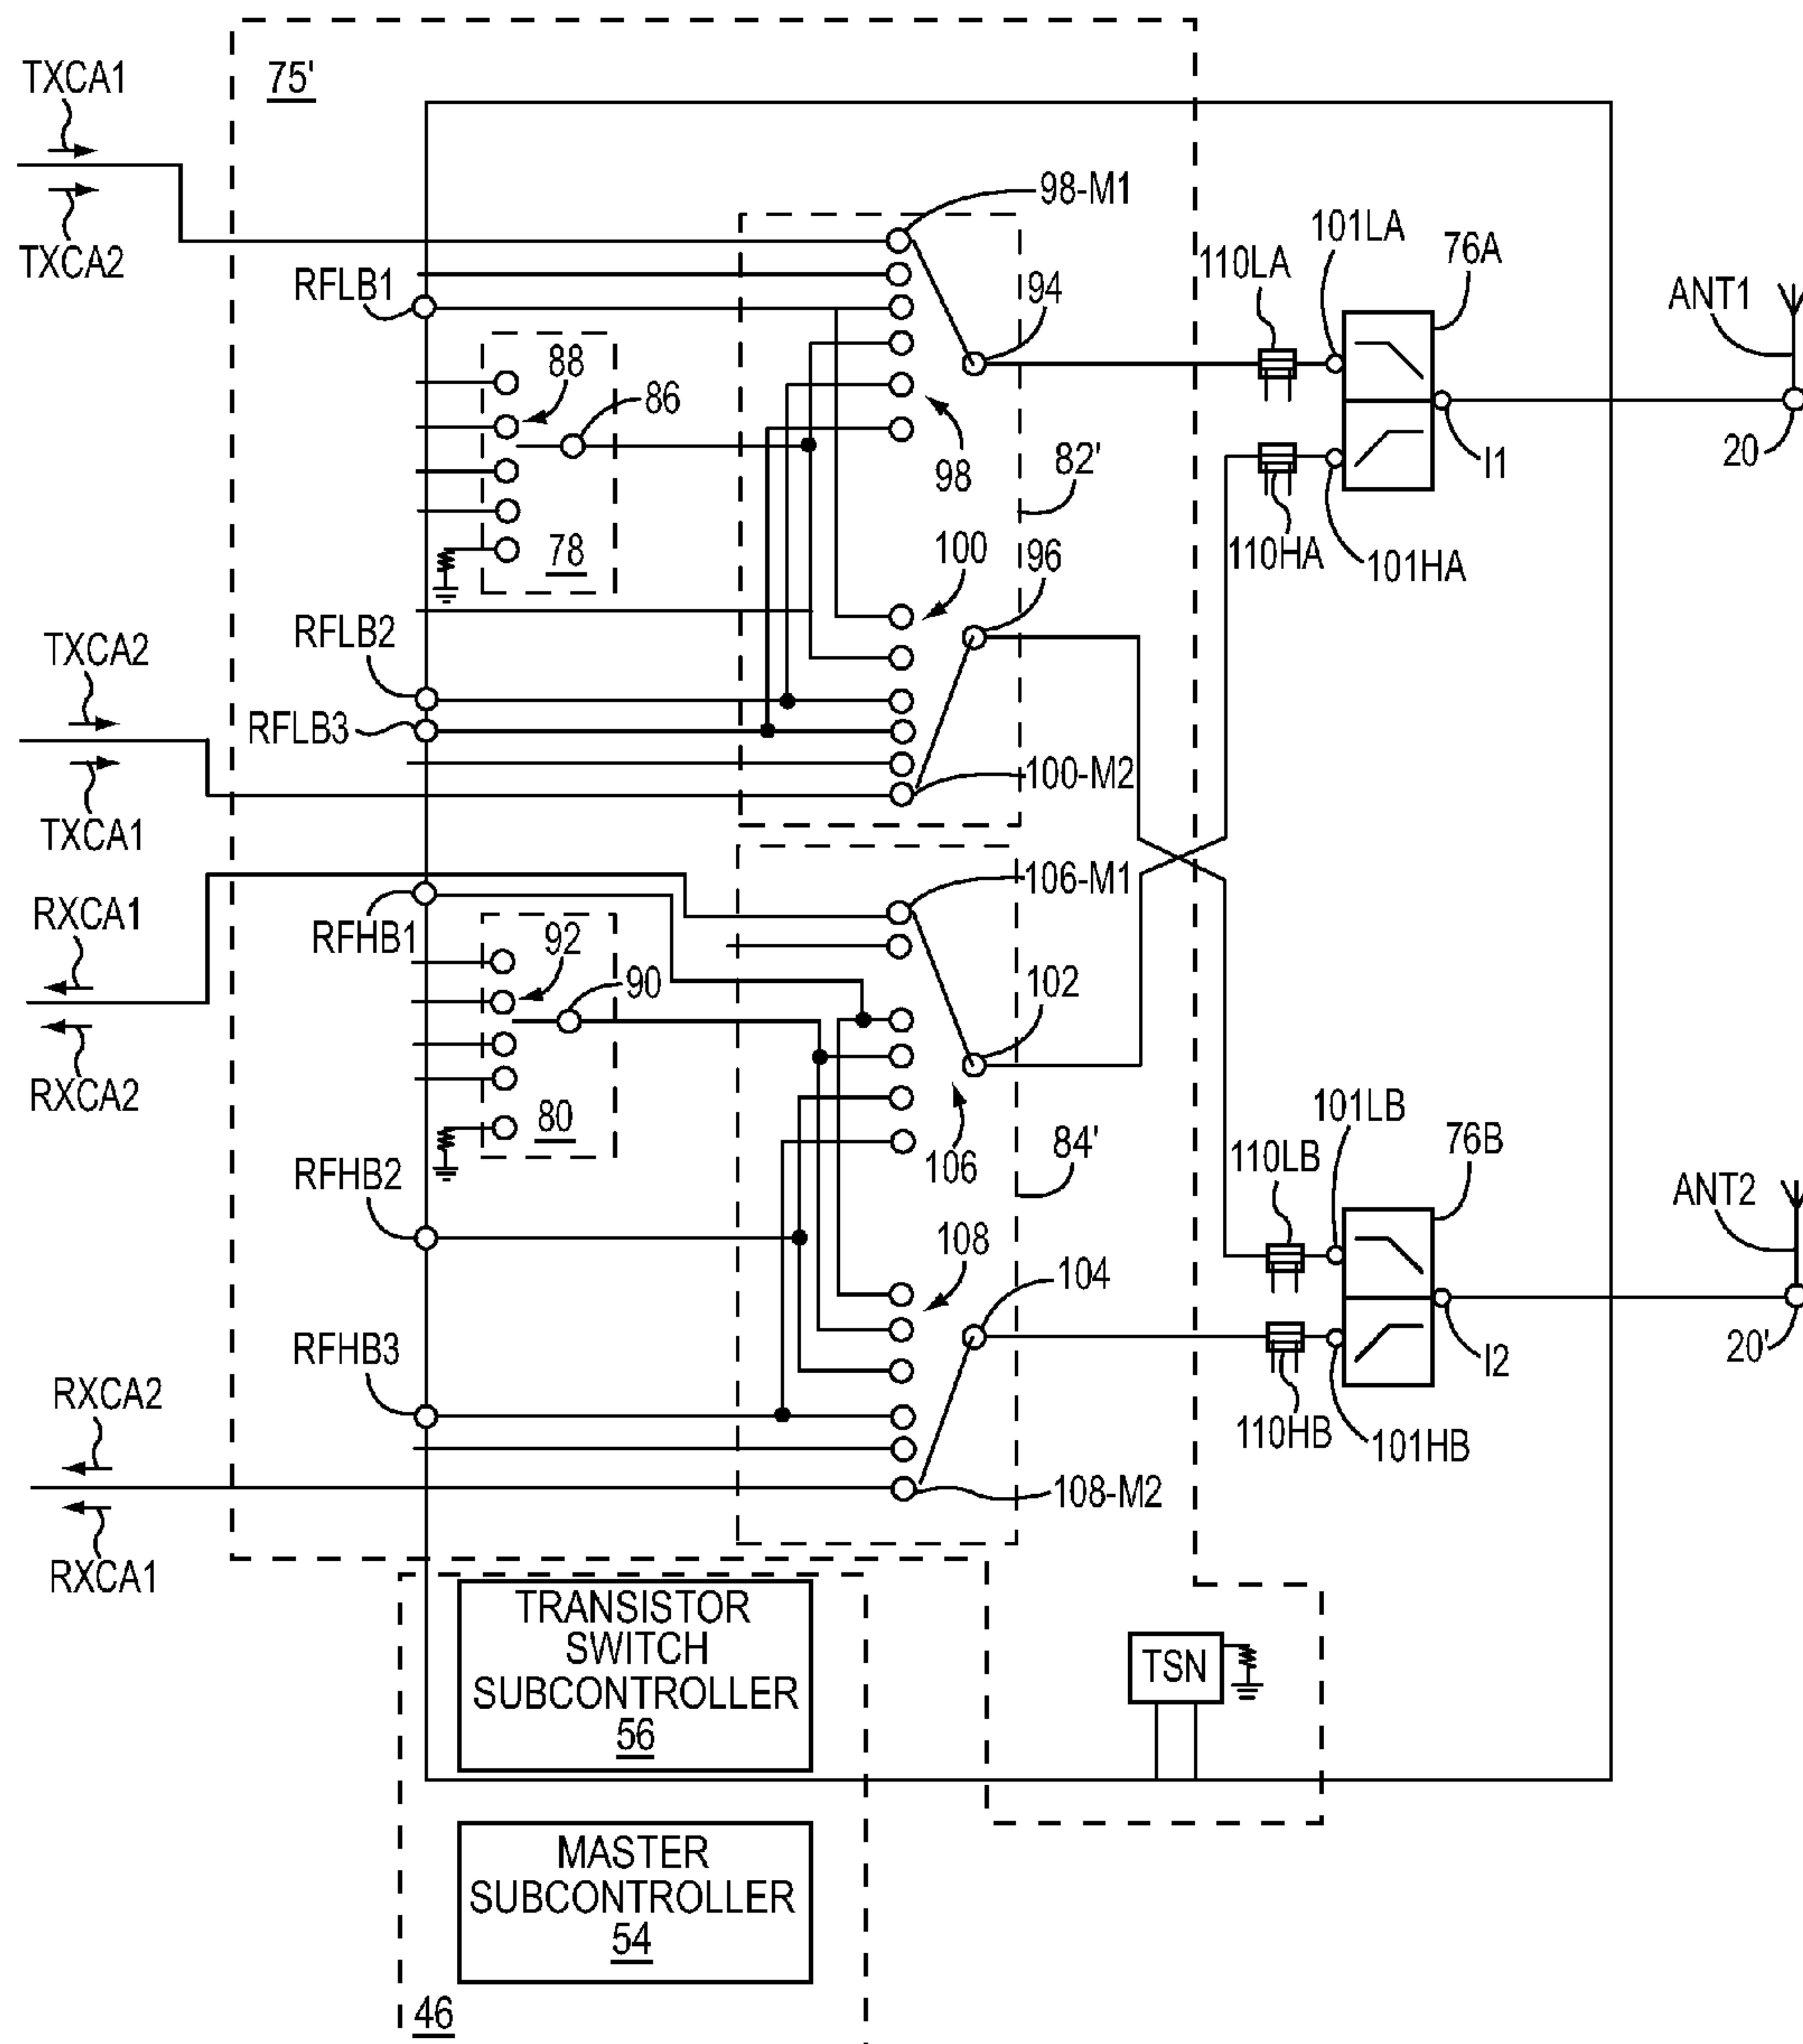 75'
TXCA1
TXCA2
98-M1
RFLB1
94
110LA
101LA
76A
ANT1
88
86
98
82'
I1
20
78
100
96
110HA
101HA
RFLB2
TXCA2
RFLB3
TXCA1
100-M2
106-M1
RXCA1
RFHB1
92
90
102
RXCA2
80
101LB
RFHB2
106
84'
110LB
76B
ANT2
108
104
RFHB3
I2
20'
RXCA2
110HB
101HB
108-M2
RXCA1
TRANSISTOR
SWITCH
SUBCONTROLLER
56
TSN
MASTER
SUBCONTROLLER
54
46